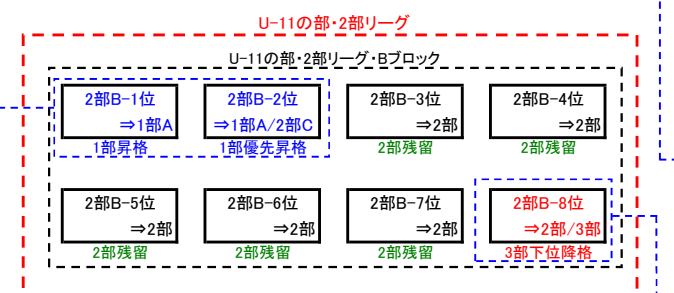 U-11の部・2部リーグ
U-11の部・2部リーグ・Bブロック
2部B-1位
⇒1部A
1部昇格
2部B-2位
⇒1部A/2部C
1部優先昇格
2部B-3位
⇒2部
2部残留
2部B-4位
⇒2部
2部残留
2部B-5位
⇒2部
2部残留
2部B-6位
⇒2部
2部残留
2部B-7位
⇒2部
2部残留
2部B-8位
⇒2部/3部
3部下位降格